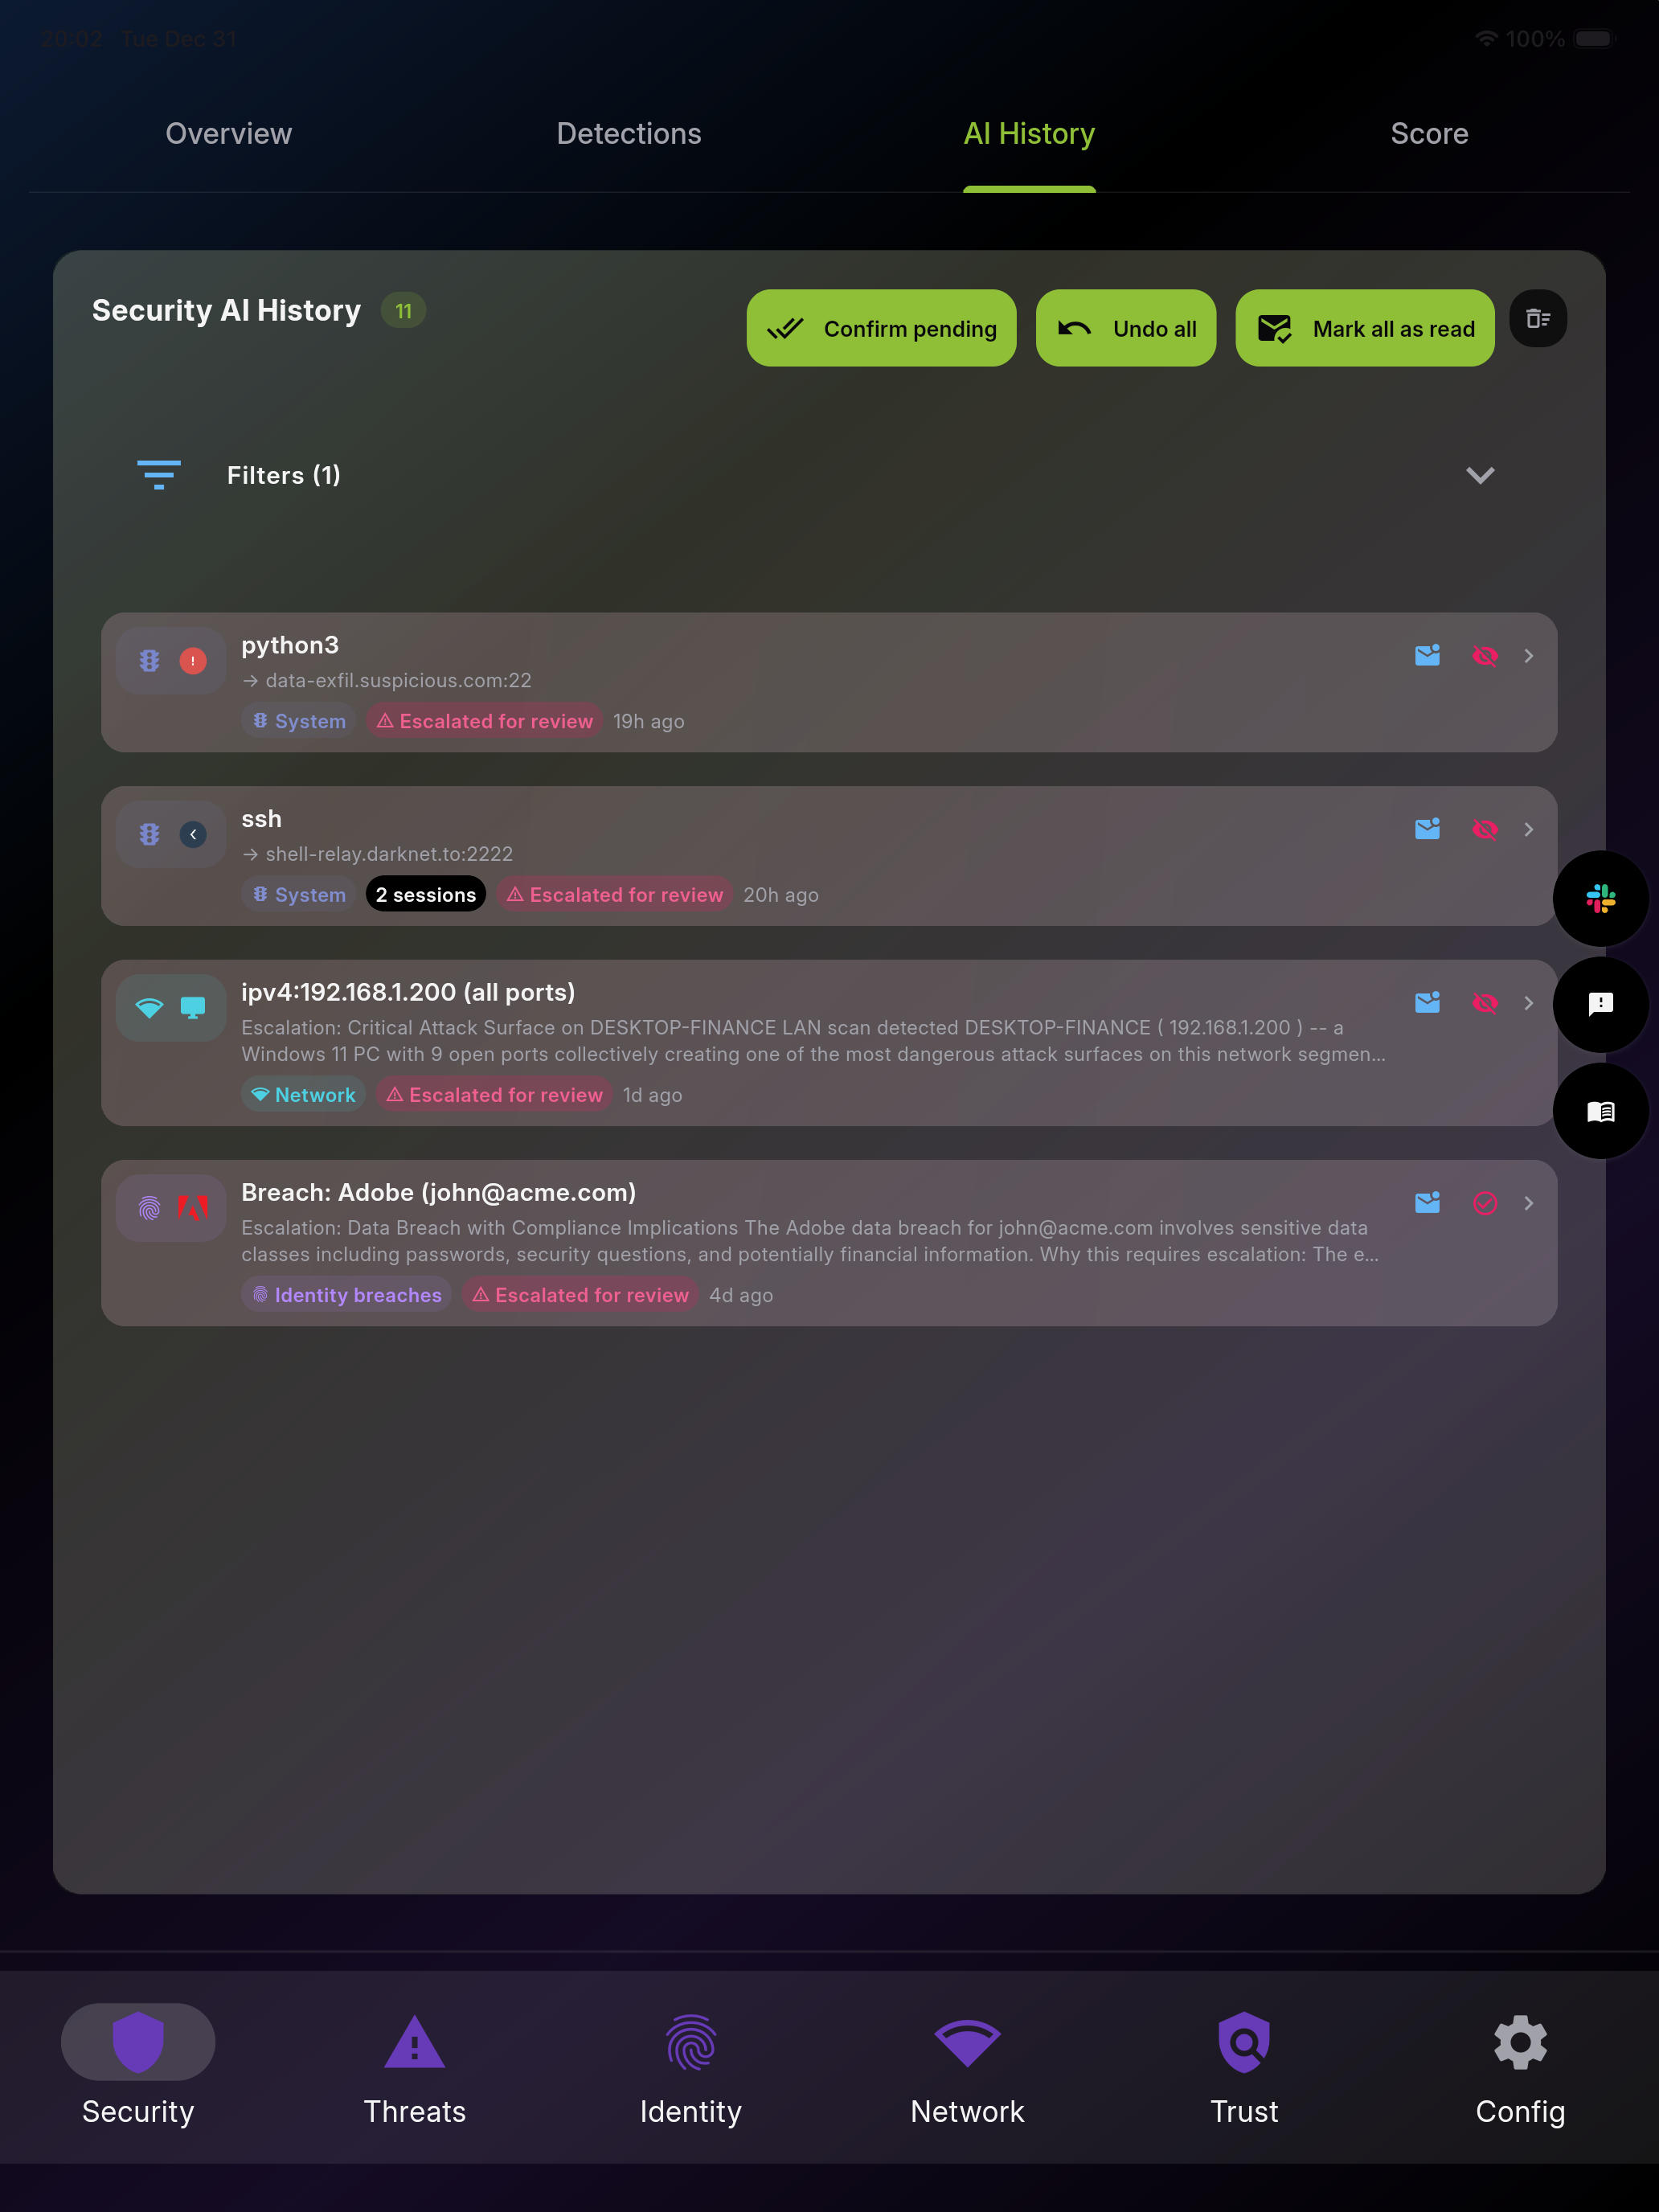 20:02 Tue Dec 31
100%
Overview
Detections
AI History
Score
Security AI History 11
Confirm pending
Undo all
Mark all as read
Filters (1)
python3
→ data-exfil.suspicious.com:22
System
Escalated for review
19h ago
ssh
→ shell-relay.darknet.to:2222
System
2 sessions
Escalated for review
20h ago
ipv4:192.168.1.200 (all ports)
Escalation: Critical Attack Surface on DESKTOP-FINANCE LAN scan detected DESKTOP-FINANCE ( 192.168.1.200 ) -- a
Windows 11 PC with 9 open ports collectively creating one of the most dangerous attack surfaces on this network segmen...
Network
Escalated for review
1d ago
Breach: Adobe (john@acme.com)
Escalation: Data Breach with Compliance Implications The Adobe data breach for john@acme.com involves sensitive data
classes including passwords, security questions, and potentially financial information. Why this requires escalation: The e...
Identity breaches
Escalated for review
4d ago
Security
Threats
Identity
Network
Trust
Config